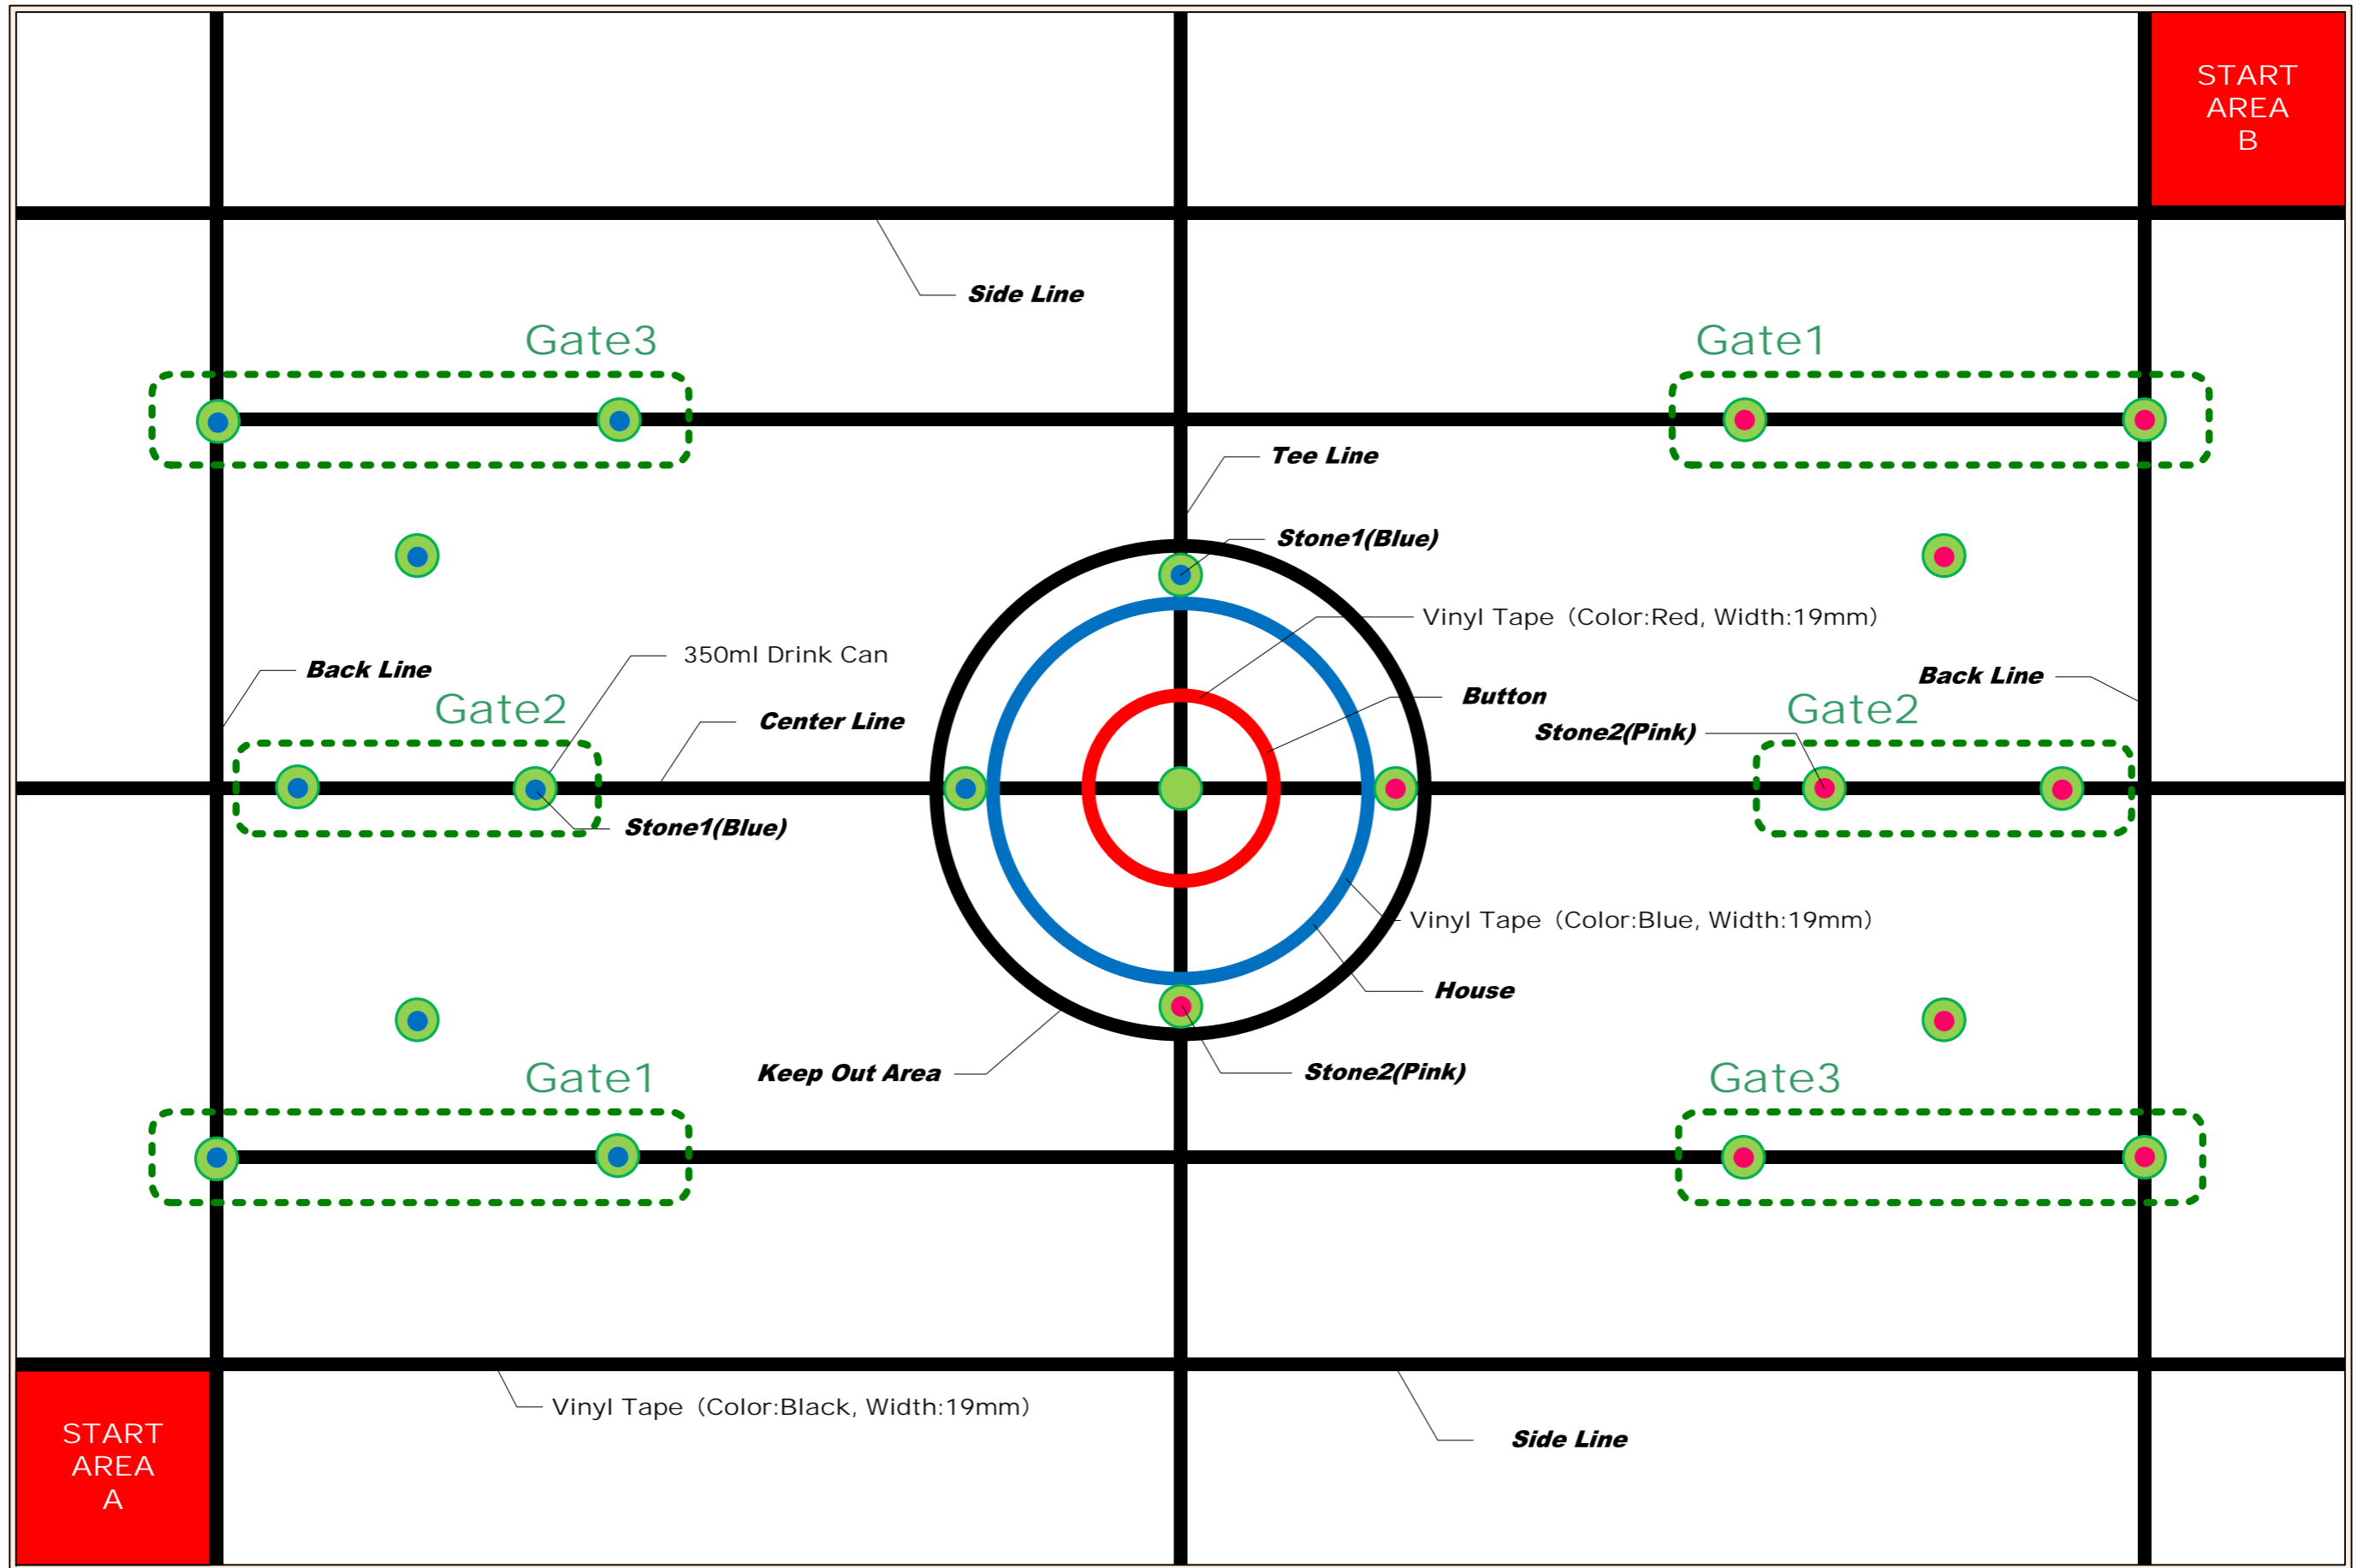 START
AREA
B
Side Line
Gate3
Gate1
Tee Line
Stone1(Blue)
Vinyl Tape (Color:Red, Width:19mm)
350ml Drink Can
Back Line
Back Line
Button
Gate2
Center Line
Gate2
Stone2(Pink)
Stone1(Blue)
Vinyl Tape (Color:Blue, Width:19mm)
House
Keep Out Area
Stone2(Pink)
Gate1
Gate3
Vinyl Tape (Color:Black, Width:19mm)
Side Line
START
AREA
A